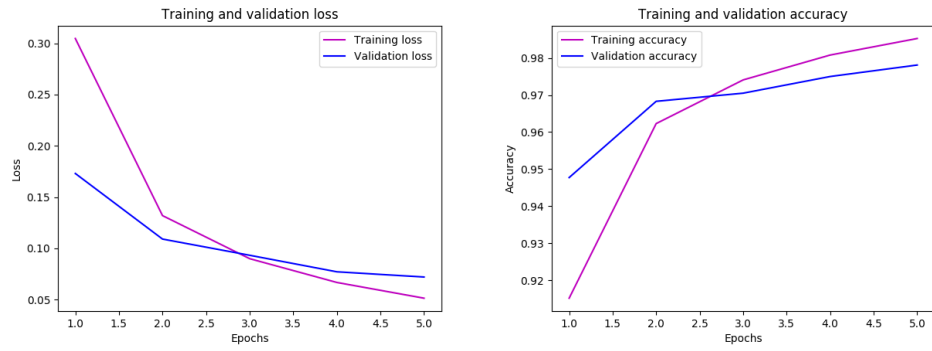 Training and validation loss
Training loss
Validation loss
0.30
0.25
0.20
0.15
0.10
0.05
Loss
1.0 1.5 2.0 2.5 3.0 3.5 4.0 4.5 5.0
Epochs
Training and validation accuracy
Training accuracy
Validation accuracy
0.98
0.97
0.96
0.95
0.94
0.93
0.92
Accuracy
1.0 1.5 2.0 2.5 3.0 3.5 4.0 4.5 5.0
Epochs